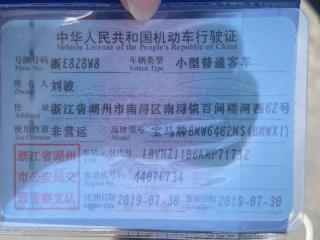 中华人民共和国机动车行驶证
Vehicle License of the People's Republic of China
号牌号码 浙E828W8 车辆类型 小型普通客车
Plate No. Vehicle Type
所有人 刘波
Owner
住址 浙江省湖州市南浔区南浔镇百间楼河西62号
Address
使用性质 非营运 品牌型号 宝马牌BMW6462MS(BMWX1)
浙江省湖州
市公安局交
通警察支队
车辆识别代号
VIN
发动机号码
Engine No.
注册日期 2019-07-30 发证日期 2019-07-30